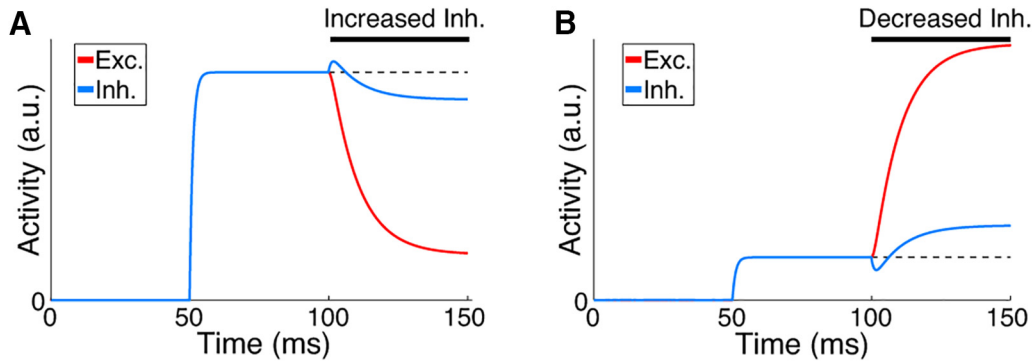 A
Increased Inh.
Exc.
Inh.
Activity (a.u.)
0
0
50
100
150
Time (ms)
B
Decreased Inh.
Exc.
Inh.
Activity (a.u.)
0
0
50
100
150
Time (ms)